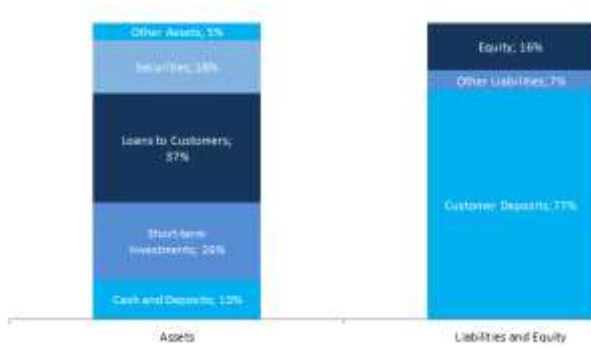 Other Assets; 5%
Securities; 18%
Loans to Customers;
37%
Short-term
Investments; 26%
Cash and Deposits; 13%
Assets
Equity; 16%
Other Liabilities; 7%
Customer Deposits; 77%
Liabilities and Equity